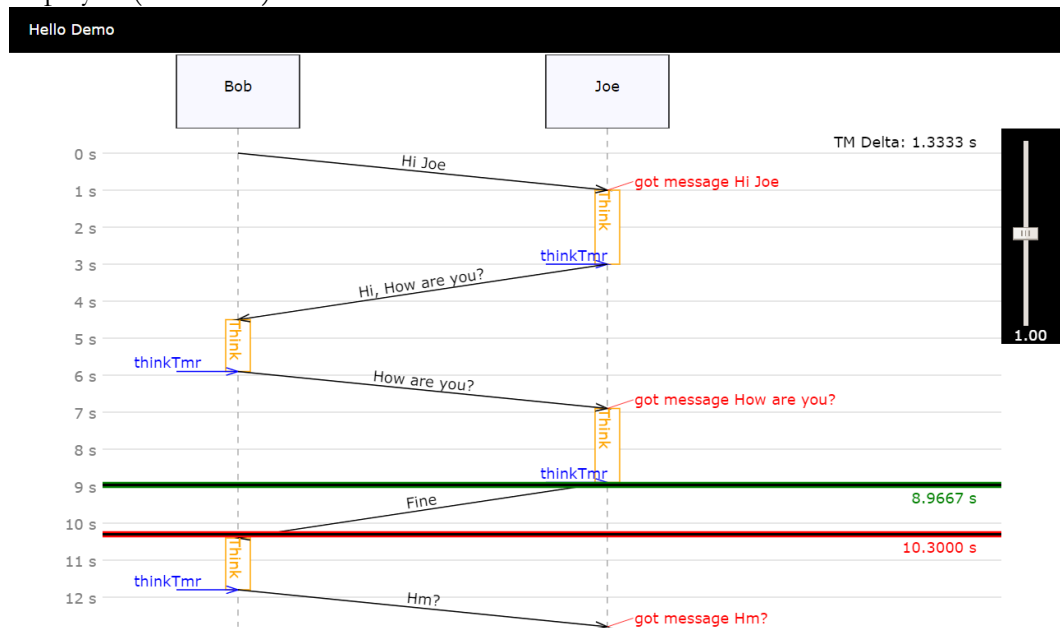 Hello Demo
Bob
Joe
TM Delta: 1.3333 s
0 s
Hi Joe
got message Hi Joe
1 s
Think
2 s
thinkTmr
3 s
Hi, How are you?
4 s
1.00
5 s
Think
thinkTmr
6 s
How are you?
got message How are you?
7 s
Think
8 s
thinkTmr
9 s
8.9667 s
Fine
10 s
10.3000 s
11 s
Think
thinkTmr
12 s
Hm?
got message Hm?